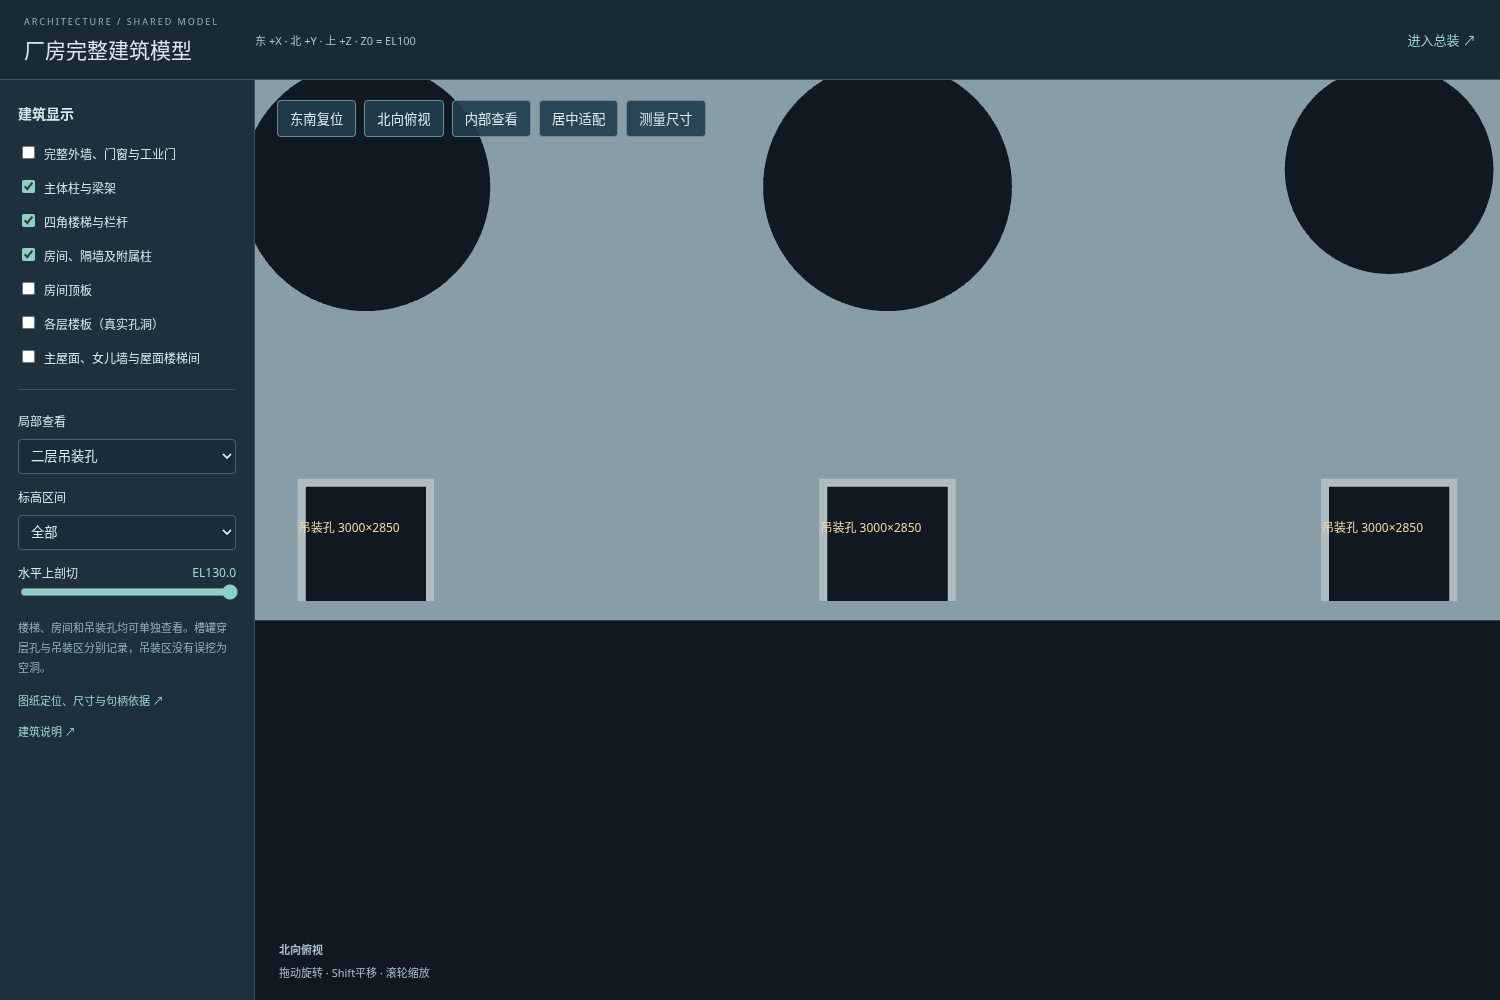 ARCHITECTURE / SHARED MODEL
厂房完整建筑模型
东 +X · 北 +Y · 上 +Z · Z0 = EL100
进入总装 ↗
建筑显示
完整外墙、门窗与工业门
主体柱与梁架
四角楼梯与栏杆
房间、隔墙及附属柱
房间顶板
各层楼板（真实孔洞）
主屋面、女儿墙与屋面楼梯间
局部查看
二层吊装孔
标高区间
全部
水平上剖切 EL130.0
楼梯、房间和吊装孔均可单独查看。槽罐穿
层孔与吊装区分别记录，吊装区没有误挖为
空洞。
图纸定位、尺寸与句柄依据 ↗
建筑说明 ↗
东南复位 北向俯视 内部查看 居中适配 测量尺寸
吊装孔 3000×2850 吊装孔 3000×2850 吊装孔 3000×2850
北向俯视
拖动旋转 · Shift平移 · 滚轮缩放